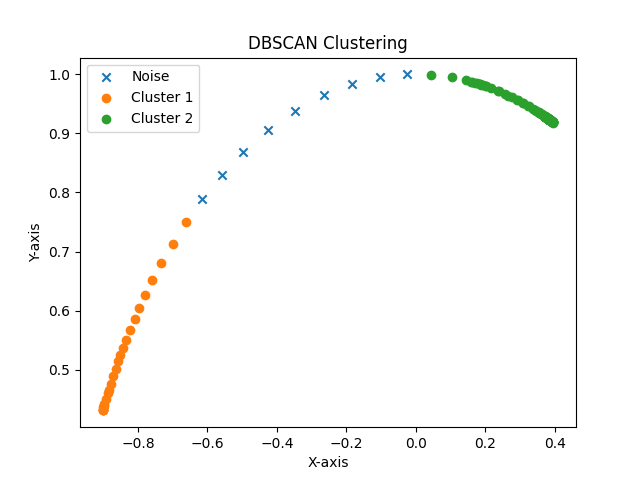 DBSCAN Clustering
Noise
Cluster 1
Cluster 2
1.0
0.9
0.8
0.7
0.6
0.5
Y-axis
−0.8 −0.6 −0.4 −0.2 0.0 0.2 0.4
X-axis